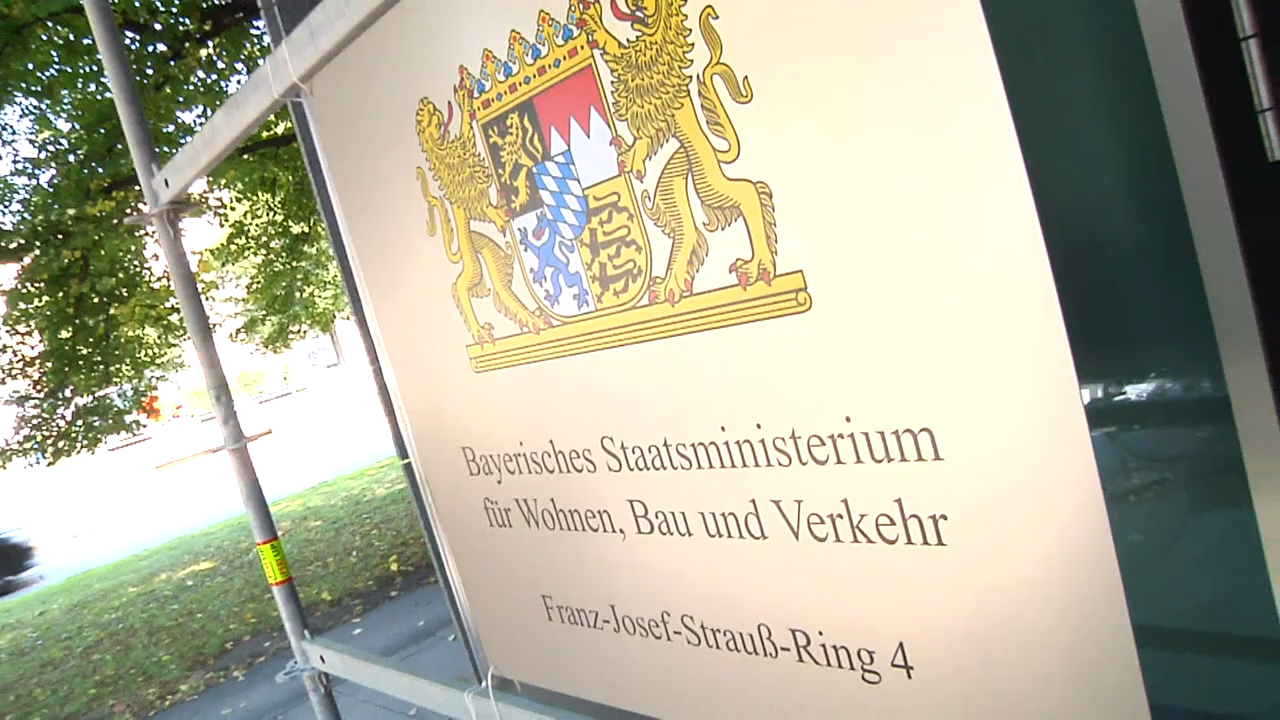 Bayerisches Staatsministerium
für Wohnen, Bau und Verkehr
Franz-Josef-Strauß-Ring 4